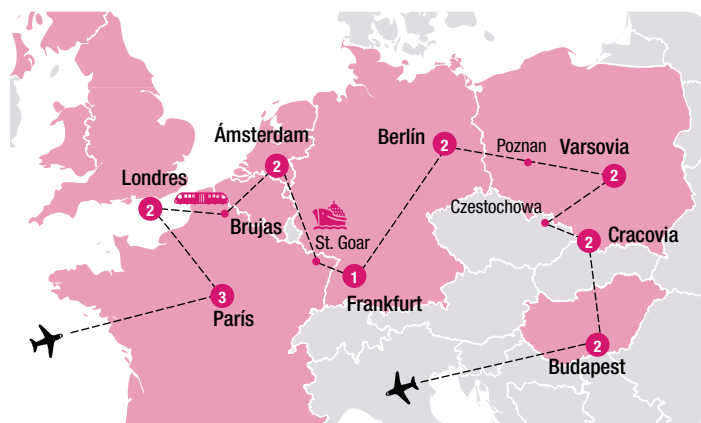 Ámsterdam
2
Berlín
2
Poznan
Varsovia
2
Londres
2
Brujas
Czestochowa
2
Cracovia
St. Goar
1
Frankfurt
3
París
2
Budapest